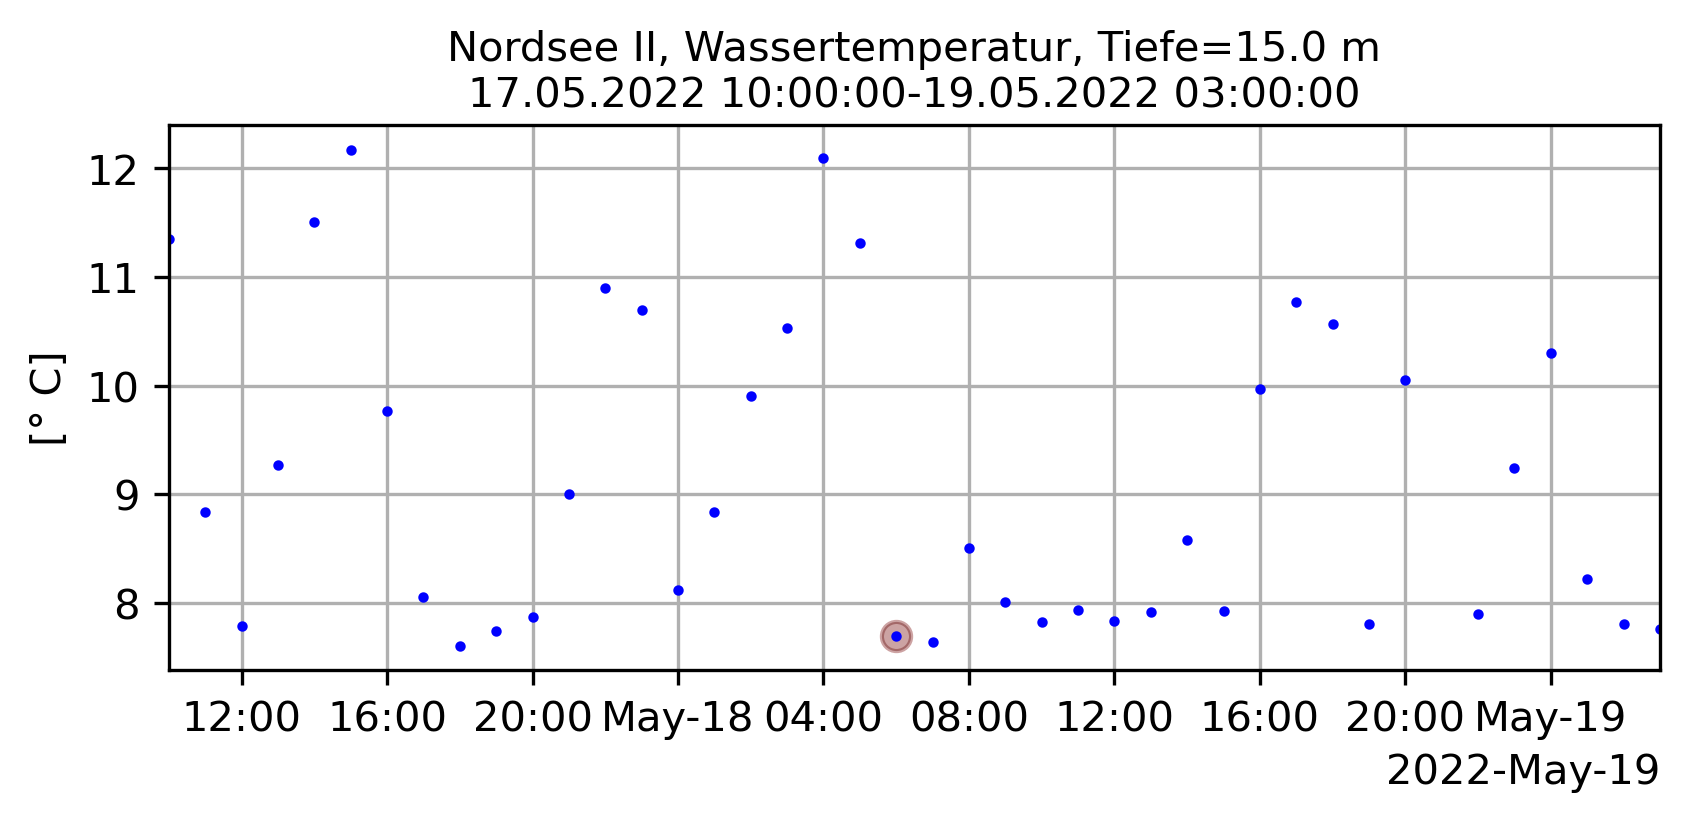 Nordsee II, Wassertemperatur, Tiefe=15.0 m
17.05.2022 10:00:00-19.05.2022 03:00:00
12
11
10
9
8
[° C]
12:00 16:00 20:00 May-18 04:00 08:00 12:00 16:00 20:00 May-19
2022-May-19